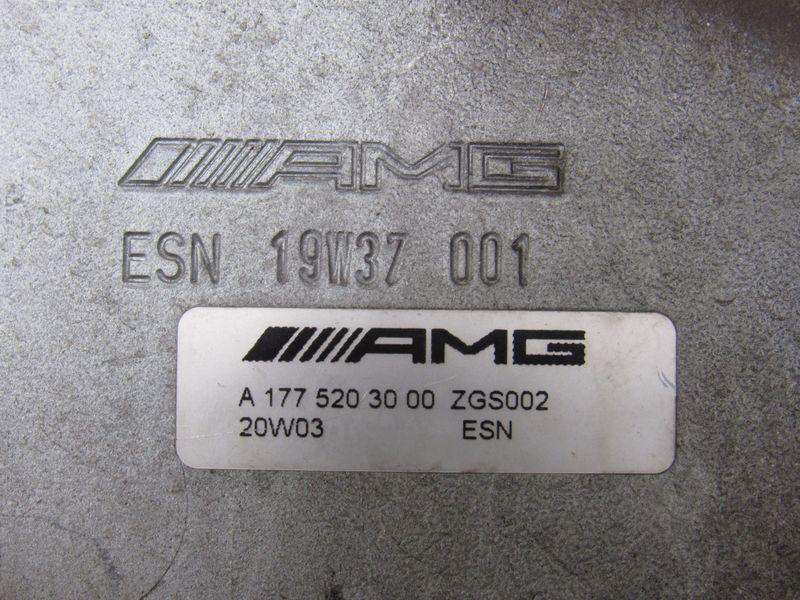 AMG
ESN 19W37 001
AMG
A 177 520 30 00 ZGS002
20W03 ESN